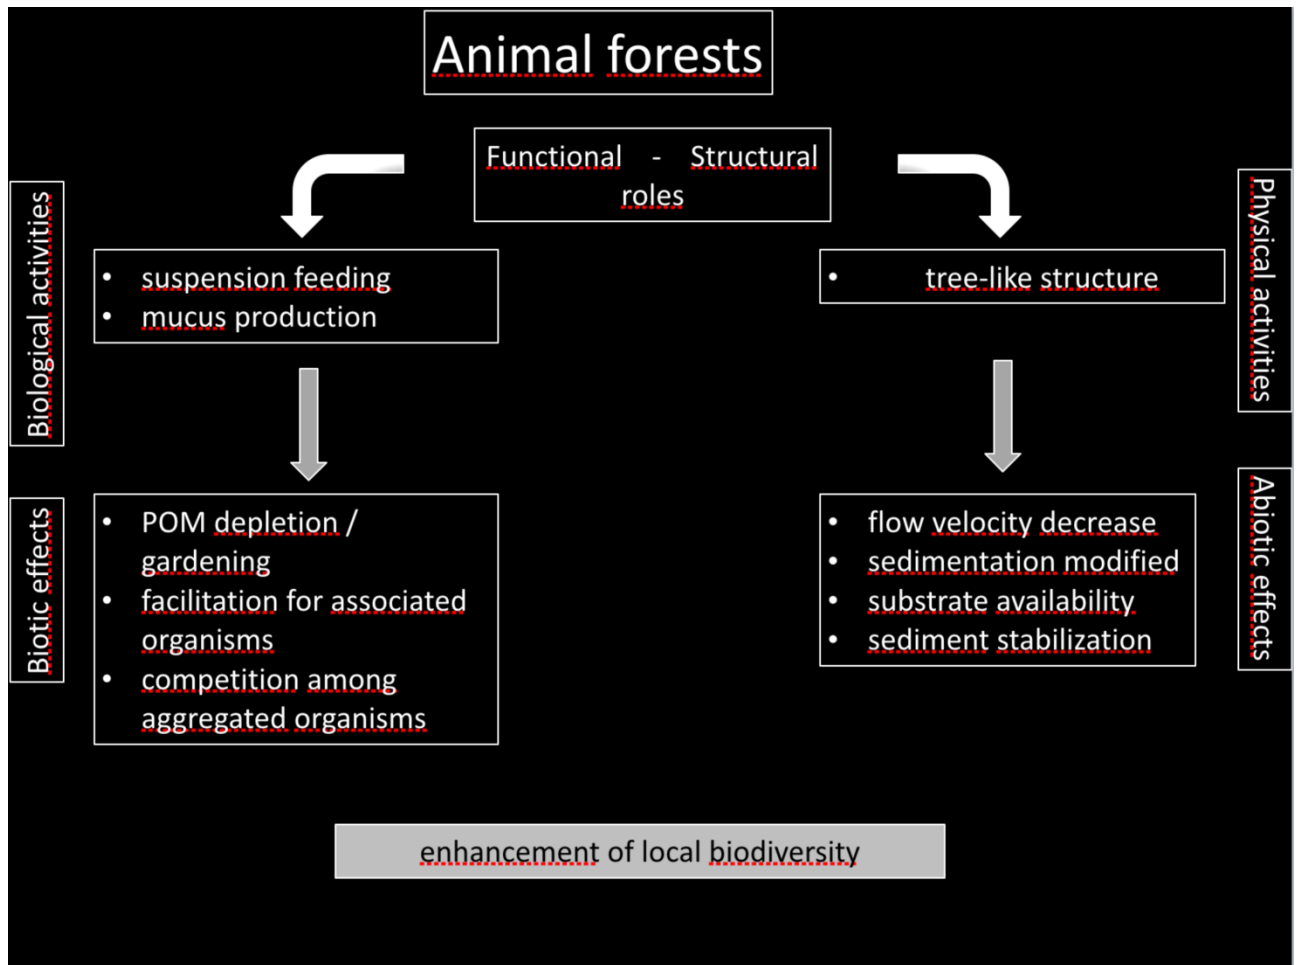 Animal forests
Functional - Structural
roles
Biological activities
Physical activities
• suspension feeding
• mucus production
• tree-like structure
Biotic effects
Abiotic effects
• POM depletion /
gardening
• facilitation for associated
organisms
• competition among
aggregated organisms
• flow velocity decrease
• sedimentation modified
• substrate availability
• sediment stabilization
enhancement of local biodiversity